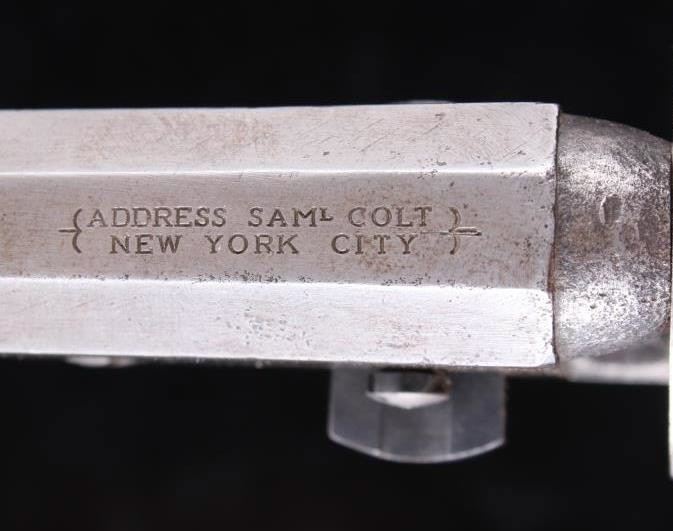 ADDRESS SAMᴸ COLT
NEW YORK CITY